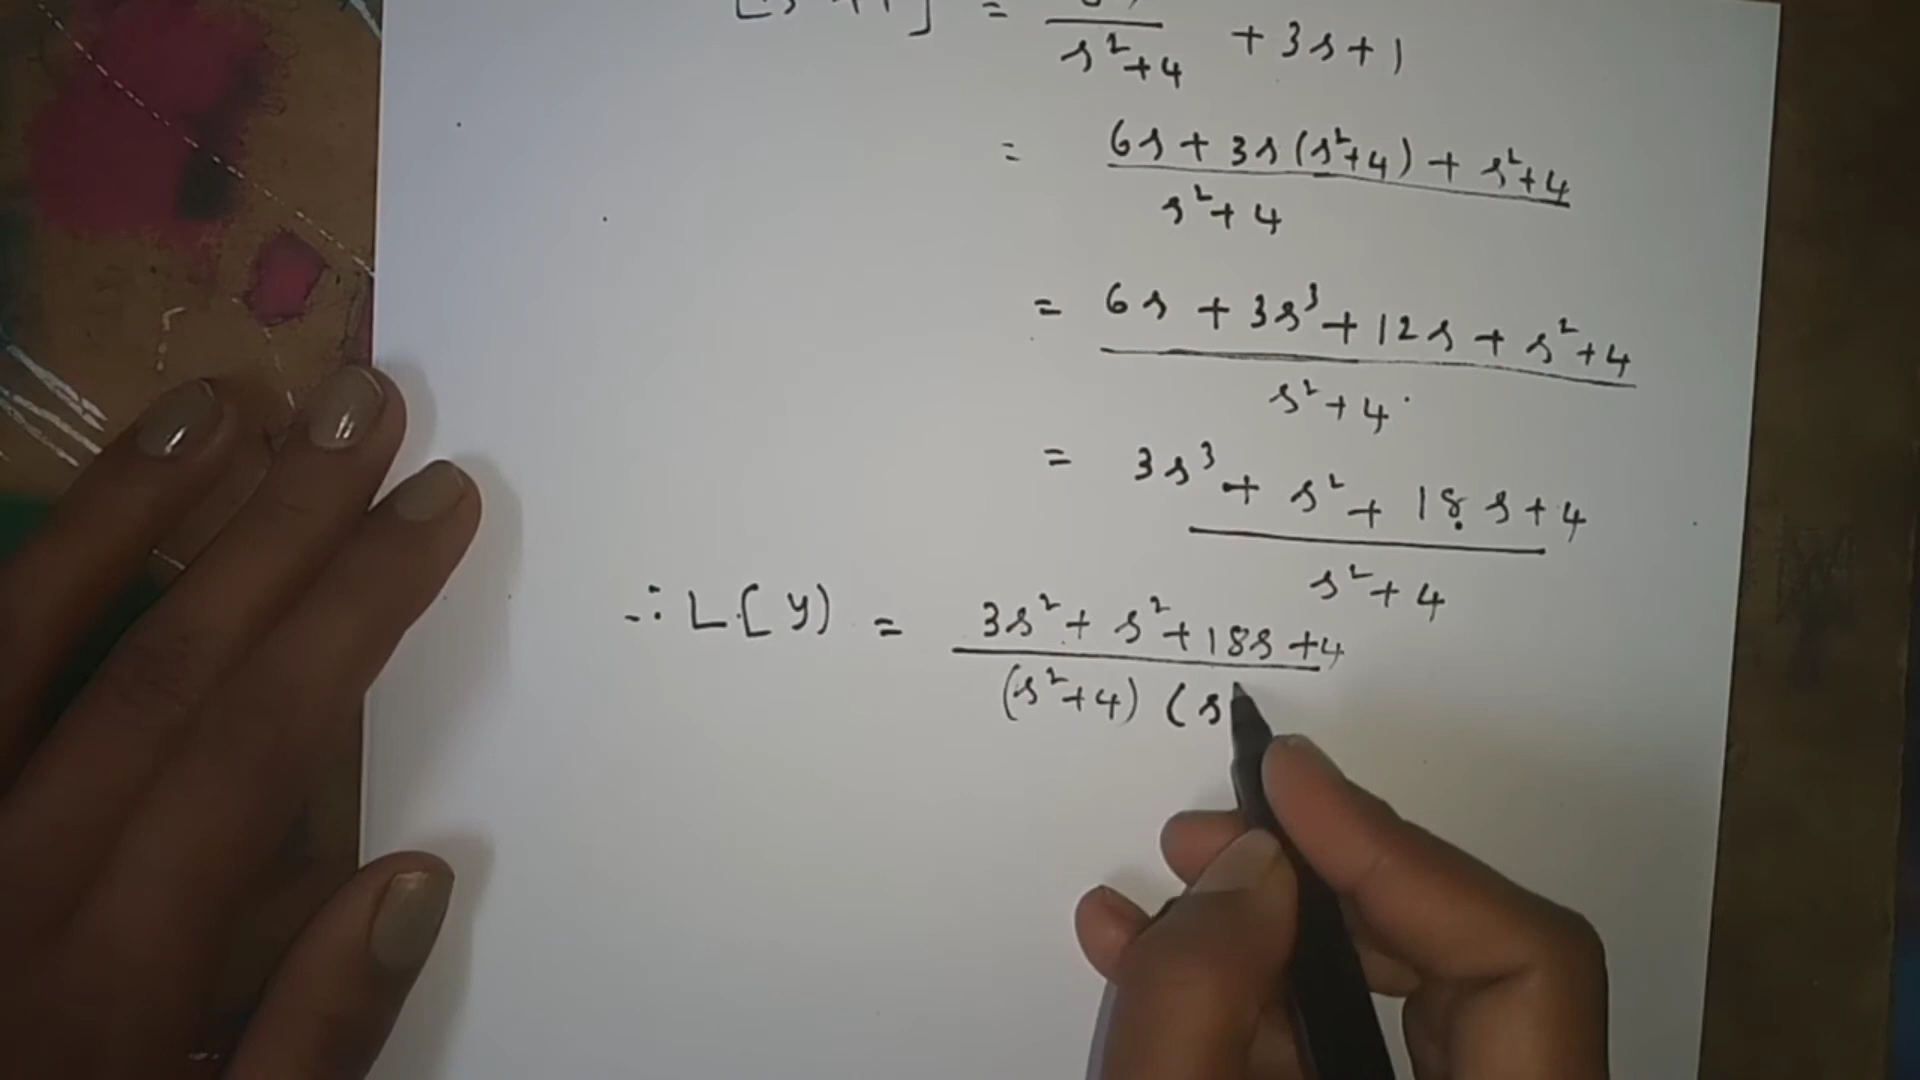 = / s²+4 + 3s+1
= 6s + 3s(s²+4) + s²+4 / s²+4
= 6s + 3s³ + 12s + s²+4 / s²+4
= 3s³ + s² + 18s+4 / s²+4
∴ L[y) = 3s² + s² + 18s +4 / (s²+4) (s